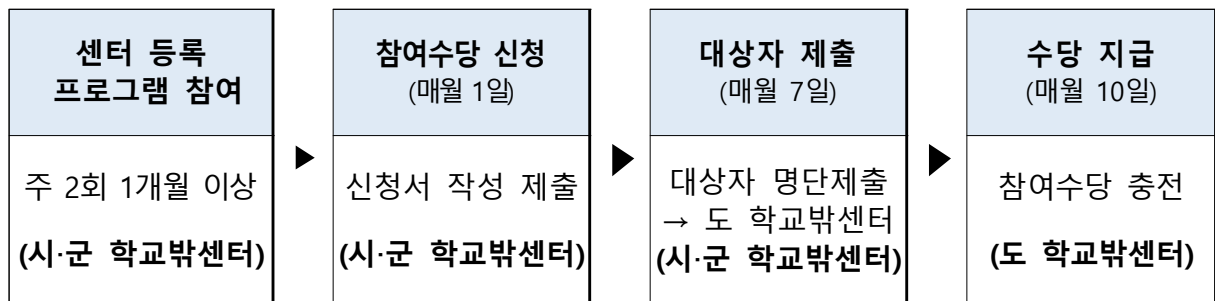 센터 등록
프로그램 참여
주 2회 1개월 이상
(시·군 학교밖센터)
▶
참여수당 신청
(매월 1일)
신청서 작성 제출
(시·군 학교밖센터)
▶
대상자 제출
(매월 7일)
대상자 명단제출
→ 도 학교밖센터
(시·군 학교밖센터)
▶
수당 지급
(매월 10일)
참여수당 충전
(도 학교밖센터)